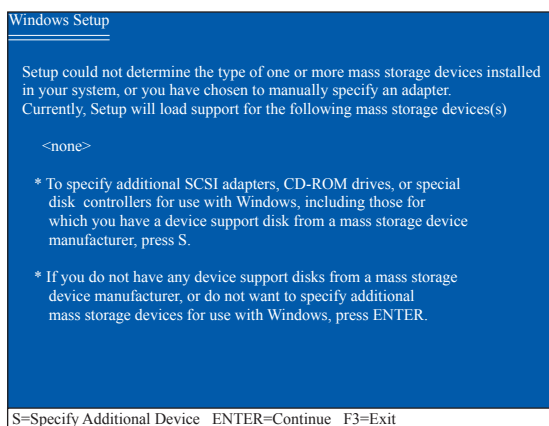 Windows Setup
Setup could not determine the type of one or more mass storage devices installed
in your system, or you have chosen to manually specify an adapter.
Currently, Setup will load support for the following mass storage devices(s)
<none>
* To specify additional SCSI adapters, CD-ROM drives, or special
disk controllers for use with Windows, including those for
which you have a device support disk from a mass storage device
manufacturer, press S.
* If you do not have any device support disks from a mass storage
device manufacturer, or do not want to specify additional
mass storage devices for use with Windows, press ENTER.
S=Specify Additional Device ENTER=Continue F3=Exit